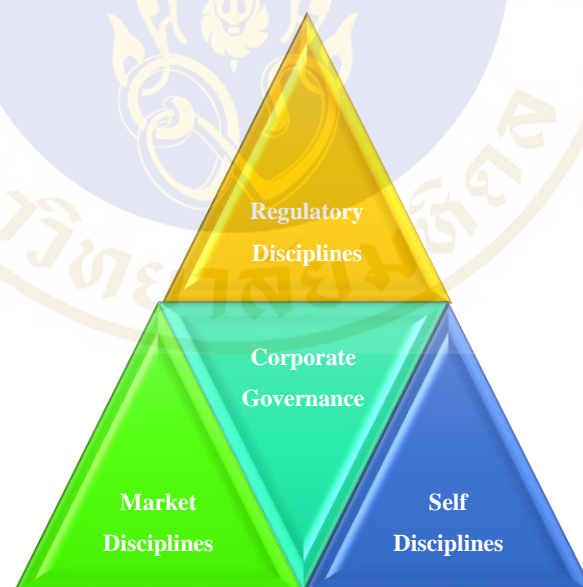 Regulatory
Disciplines
Corporate
Governance
Market
Disciplines
Self
Disciplines